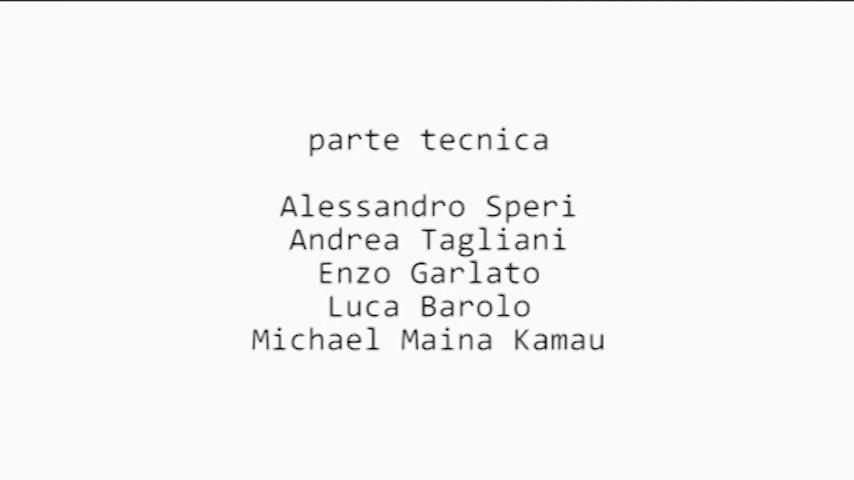 parte tecnica
Alessandro Speri
Andrea Tagliani
Enzo Garlato
Luca Barolo
Michael Maina Kamau